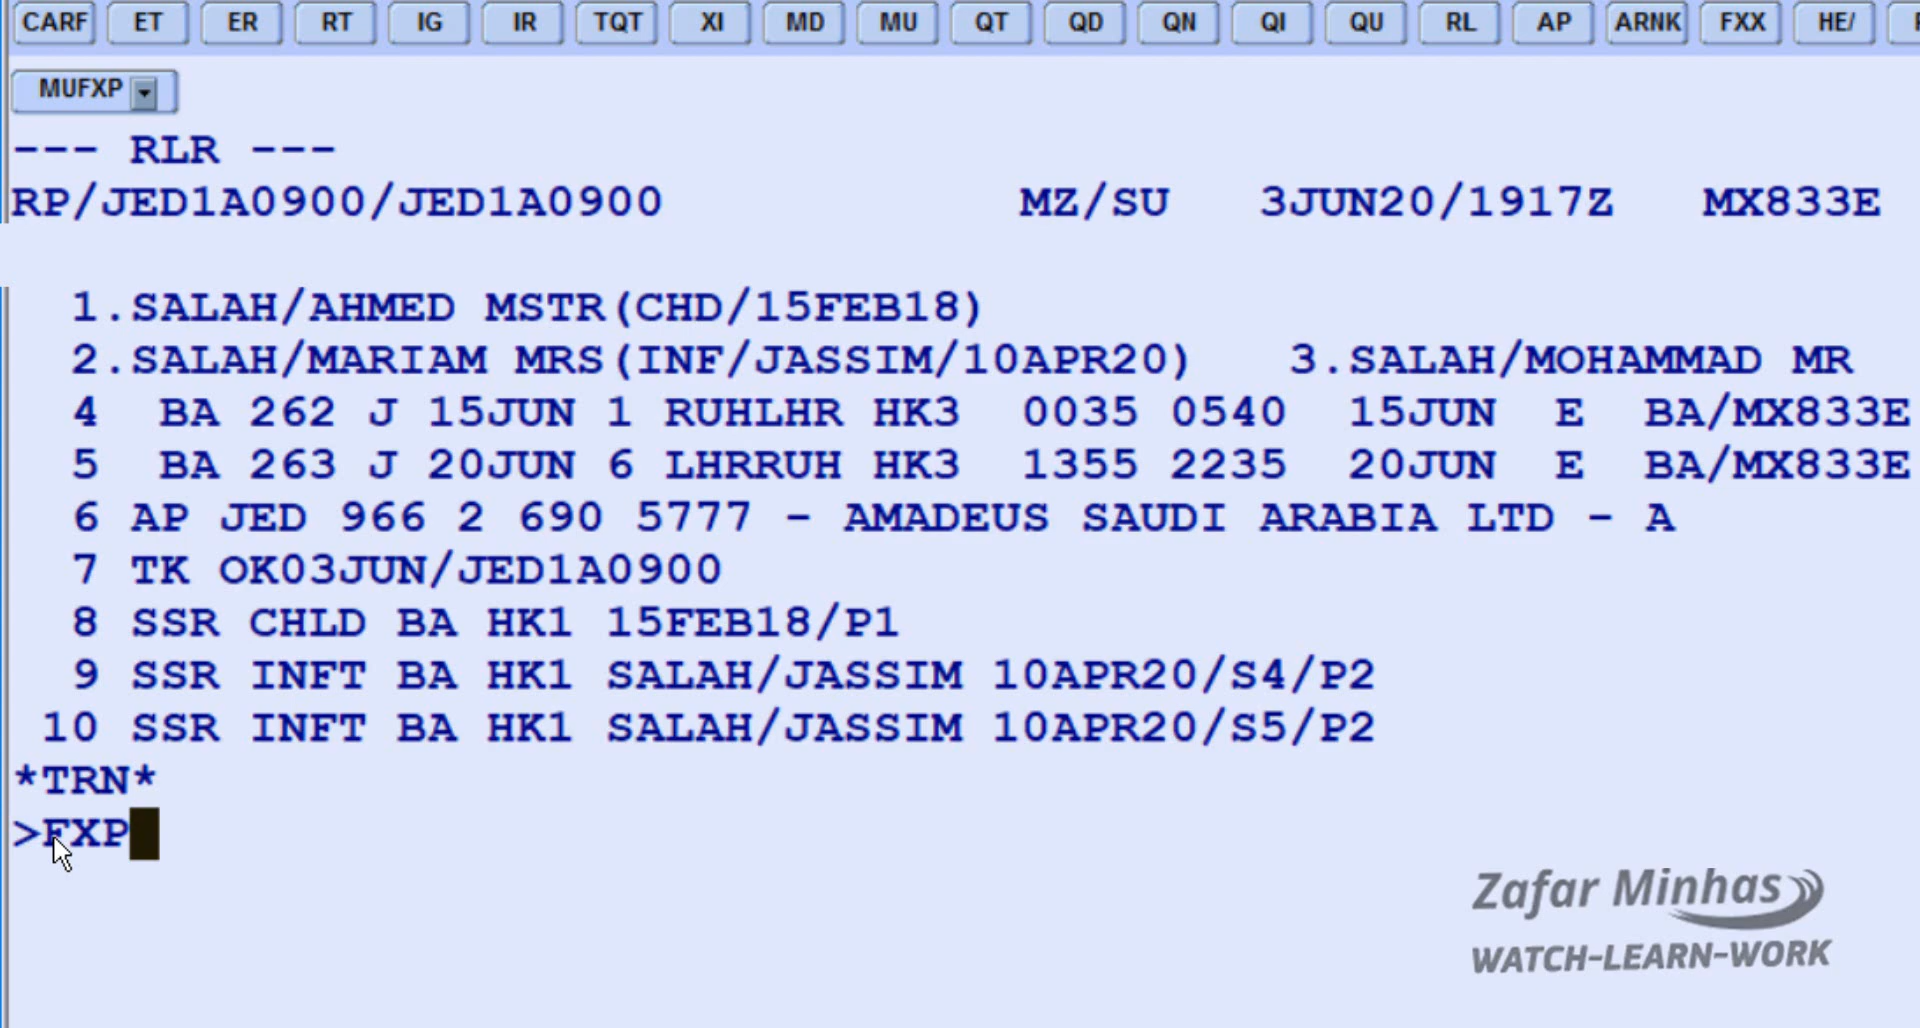 CARF ET ER RT IG IR TQT XI MD MU QT QD QN QI QU RL AP ARNK FXX HE/
MUFXP
--- RLR ---
RP/JED1A0900/JED1A0900 MZ/SU 3JUN20/1917Z MX833E
1.SALAH/AHMED MSTR(CHD/15FEB18)
2.SALAH/MARIAM MRS(INF/JASSIM/10APR20) 3.SALAH/MOHAMMAD MR
4 BA 262 J 15JUN 1 RUHLHR HK3 0035 0540 15JUN E BA/MX833E
5 BA 263 J 20JUN 6 LHRRUH HK3 1355 2235 20JUN E BA/MX833E
6 AP JED 966 2 690 5777 - AMADEUS SAUDI ARABIA LTD - A
7 TK OK03JUN/JED1A0900
8 SSR CHLD BA HK1 15FEB18/P1
9 SSR INFT BA HK1 SALAH/JASSIM 10APR20/S4/P2
10 SSR INFT BA HK1 SALAH/JASSIM 10APR20/S5/P2
*TRN*
>FXP
Zafar Minhas
WATCH-LEARN-WORK